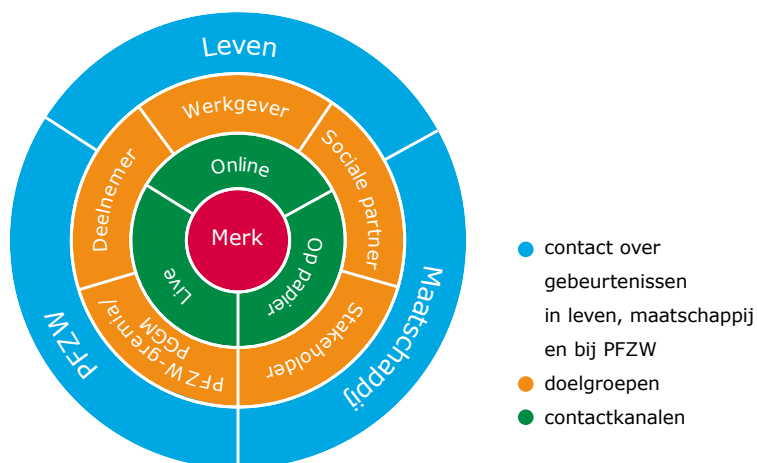 Leven
Werkgever
Online
Merk
Deelnemer
Sociale partner
Live
Op papier
PFZW
PFZW-gremia/
PGGM
Stakeholder
Maatschappij
contact over
gebeurtenissen
in leven, maatschappij
en bij PFZW
doelgroepen
contactkanalen